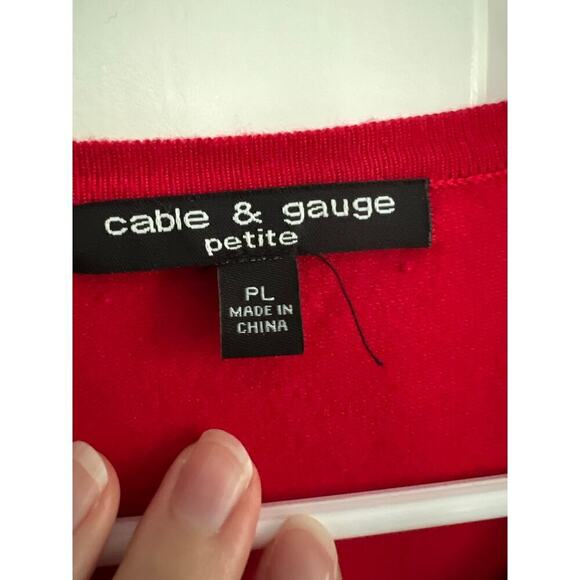 cable & gauge
petite
PL
MADE IN
CHINA